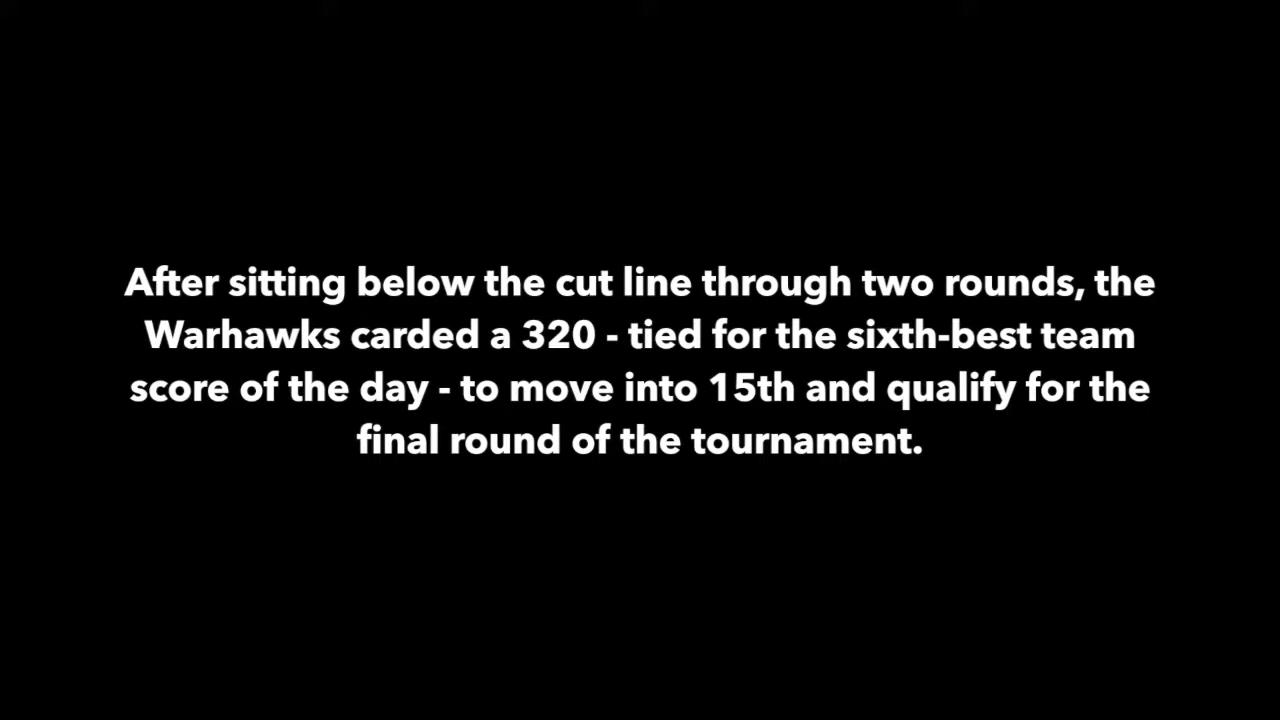 After sitting below the cut line through two rounds, the
Warhawks carded a 320 - tied for the sixth-best team
score of the day - to move into 15th and qualify for the
final round of the tournament.